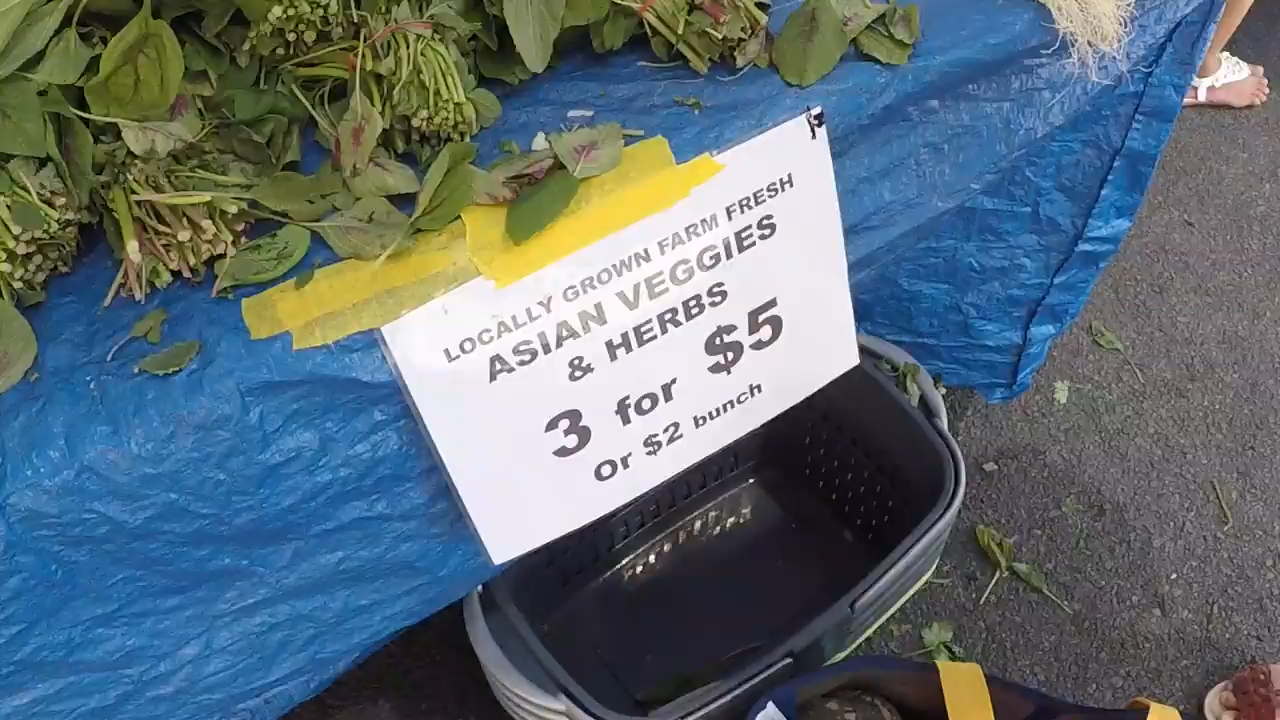 LOCALLY GROWN FARM FRESH
ASIAN VEGGIES
& HERBS
3 for $5
Or $2 bunch